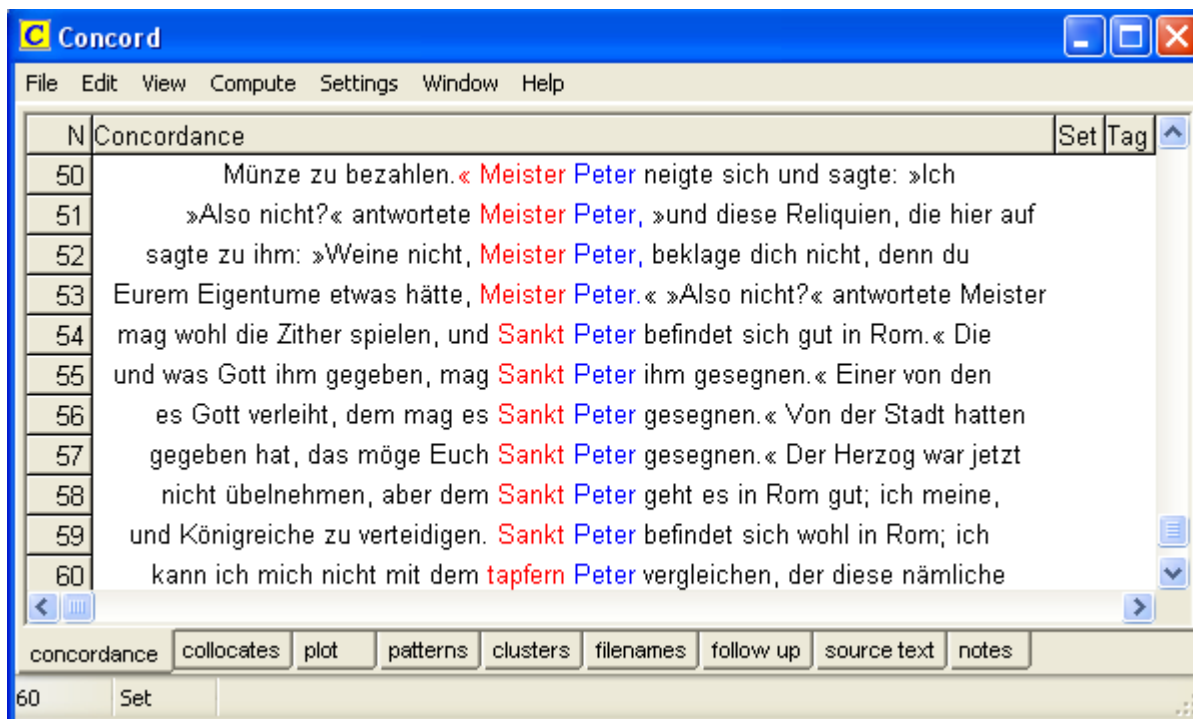 C Concord
File Edit View Compute Settings Window Help
N Concordance Set Tag
50 Münze zu bezahlen.« Meister Peter neigte sich und sagte: »Ich
51 »Also nicht?« antwortete Meister Peter, »und diese Reliquien, die hier auf
52 sagte zu ihm: »Weine nicht, Meister Peter, beklage dich nicht, denn du
53 Eurem Eigentume etwas hätte, Meister Peter.« »Also nicht?« antwortete Meister
54 mag wohl die Zither spielen, und Sankt Peter befindet sich gut in Rom.« Die
55 und was Gott ihm gegeben, mag Sankt Peter ihm gesegnen.« Einer von den
56 es Gott verleiht, dem mag es Sankt Peter gesegnen.« Von der Stadt hatten
57 gegeben hat, das möge Euch Sankt Peter gesegnen.« Der Herzog war jetzt
58 nicht übelnehmen, aber dem Sankt Peter geht es in Rom gut; ich meine,
59 und Königreiche zu verteidigen. Sankt Peter befindet sich wohl in Rom; ich
60 kann ich mich nicht mit dem tapfern Peter vergleichen, der diese nämliche
concordance collocates plot patterns clusters filenames follow up source text notes
60 Set